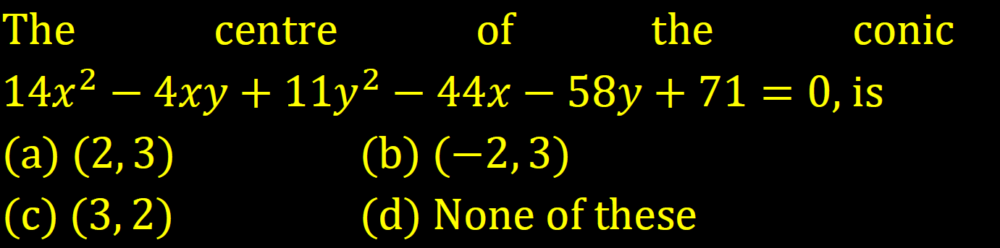 The centre of the conic
14x² − 4xy + 11y² − 44x − 58y + 71 = 0, is
(a) (2, 3) (b) (−2, 3)
(c) (3, 2) (d) None of these